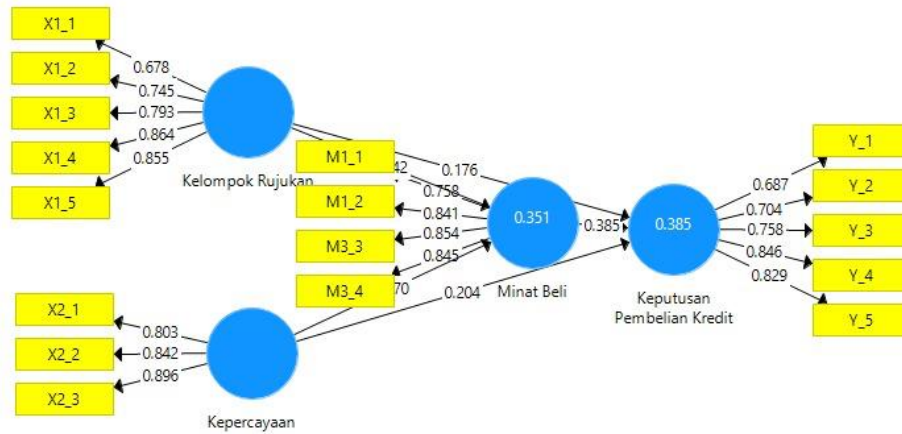 X1_1
X1_2
X1_3
X1_4
X1_5
0.678
0.745
0.793
0.864
0.855
Kelompok Rujukan
M1_1
M1_2
M3_3
M3_4
0.758
0.841
0.854
0.845
0.176
0.351
Minat Beli
0.385
0.204
0.385
Keputusan
Pembelian Kredit
0.687
0.704
0.758
0.846
0.829
Y_1
Y_2
Y_3
Y_4
Y_5
X2_1
X2_2
X2_3
0.803
0.842
0.896
Kepercayaan